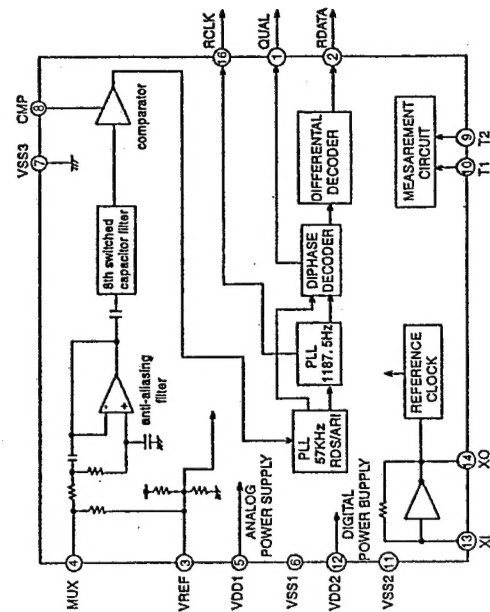 MUX
4
VREF
3
VDD1
5
VSS1
6
VDD2
12
VSS2
11
ANALOG
POWER SUPPLY
DIGITAL
POWER BUPPLY
anti-aliasing
filter
8th switched
capacitor filter
VSS3
7
CMP
8
comparator
PLL
57KHz
RDS/ARI
PLL
1187.5Hz
DIPHASE
DECODER
DIFFERENTAL
DECODER
RCLK
16
QUAL
1
RDATA
2
REFERENCE
CLOCK
MEASAREMENT
CIRCUIT
XI
13
XO
14
T1
10
T2
9